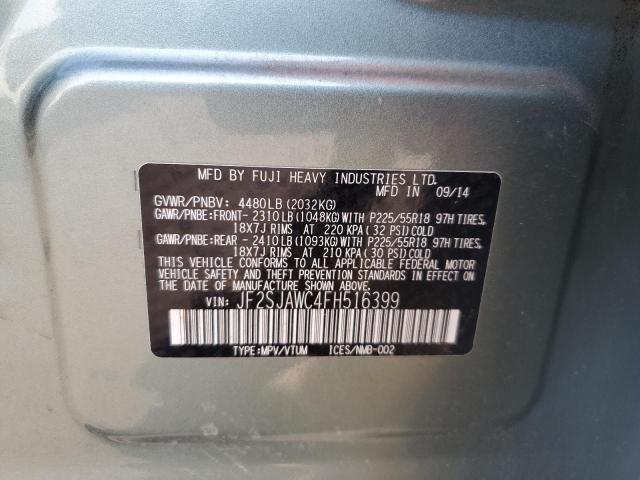 MFD BY FUJI HEAVY INDUSTRIES LTD.
MFD IN 09/14
GVWR/PNBV: 4480LB (2032KG)
GAWR/PNBE: FRONT- 2310LB (1048KG) WITH P225/55R18 97H TIRES,
18X7J RIMS AT 220 KPA (32 PSI) COLD
GAWR/PNBE: REAR - 2410LB (1093KG) WITH P225/55R18 97H TIRES,
18X7J RIMS AT 210 KPA (30 PSI) COLD
THIS VEHICLE CONFORMS TO ALL APPLICABLE FEDERAL MOTOR
VEHICLE SAFETY AND THEFT PREVENTION STANDARDS IN EFFECT
ON THE DATE OF MANUFACTURE SHOWN ABOVE.
VIN: JF2SJAWC4FH516399
TYPE:MPV/VTUM ICES/NMB-002